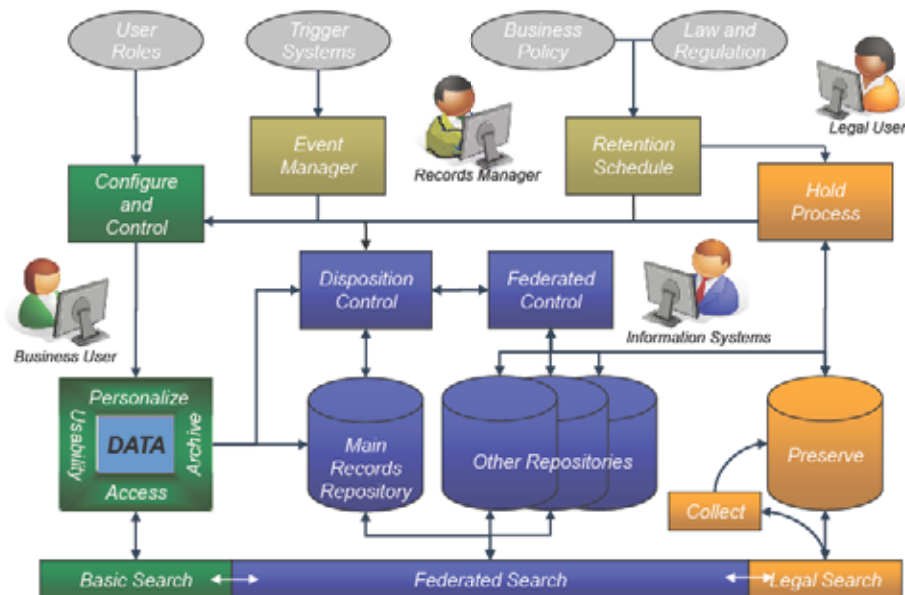 User
Roles
Trigger
Systems
Business
Policy
Law and
Regulation
Legal User
Event
Manager
Records Manager
Retention
Schedule
Configure
and
Control
Hold
Process
Disposition
Control
Federated
Control
Information Systems
Business User
Personalize
Usability
DATA
Archive
Access
Main
Records
Repository
Other Repositories
Preserve
Collect
Basic Search
Federated Search
Legal Search